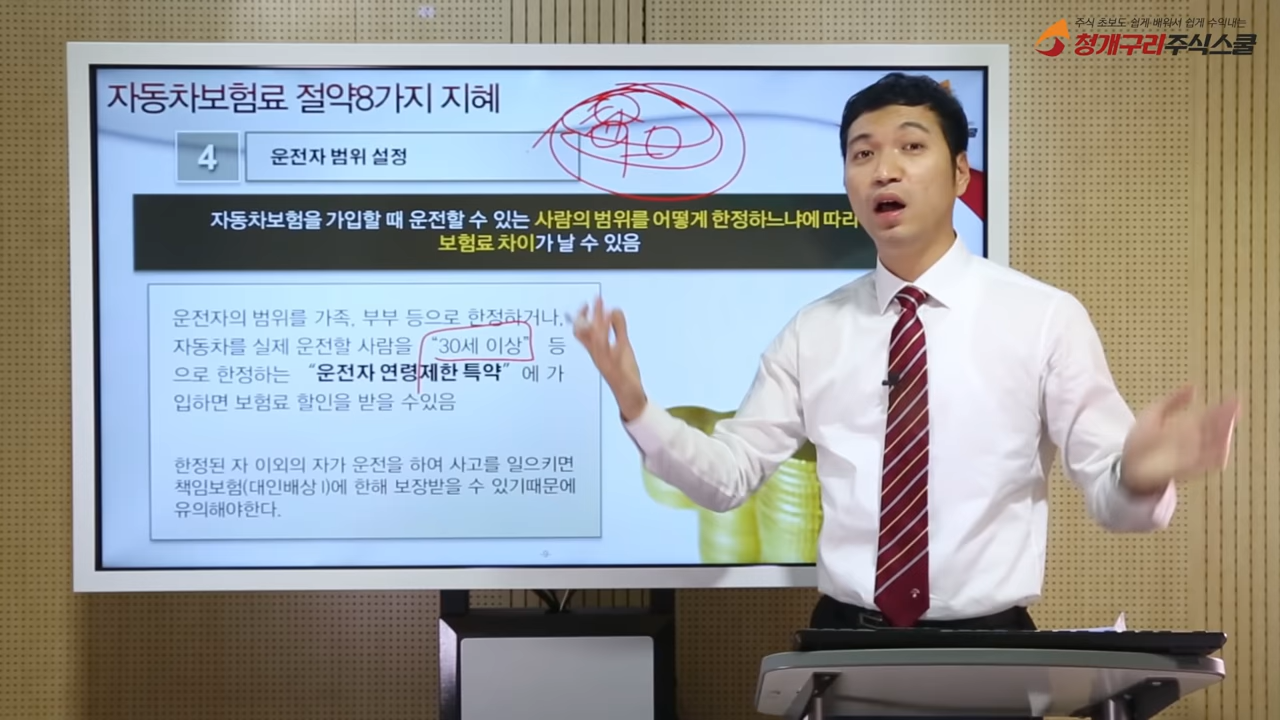 주식 초보도 쉽게 배워서 쉽게 수익내는
청개구리주식스쿨
자동차보험료 절약8가지 지혜
4
운전자 범위 설정
자동차보험을 가입할 때 운전할 수 있는 사람의 범위를 어떻게 한정하느냐에 따라
보험료 차이가 날 수 있음
운전자의 범위를 가족, 부부 등으로 한정하거나,
자동차를 실제 운전할 사람을 “30세 이상” 등
으로 한정하는 “운전자 연령제한 특약” 에 가
입하면 보험료 할인을 받을 수있음
한정된 자 이외의 자가 운전을 하여 사고를 일으키면
책임보험(대인배상 I)에 한해 보장받을 수 있기때문에
유의해야한다.